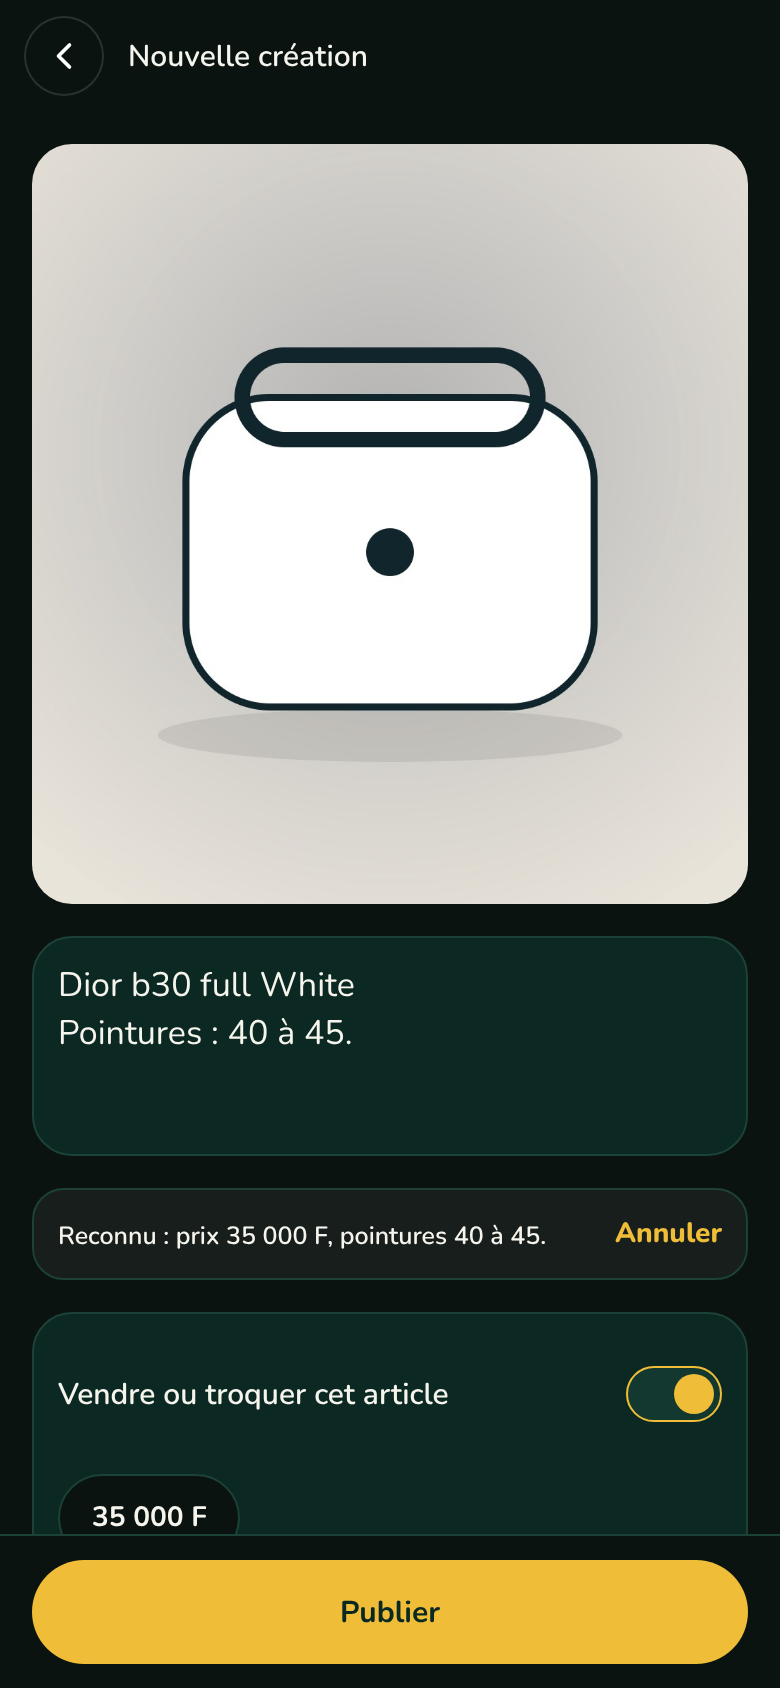 Nouvelle création
Dior b30 full White
Pointures : 40 à 45.
Reconnu : prix 35 000 F, pointures 40 à 45.
Annuler
Vendre ou troquer cet article
35 000 F
Publier